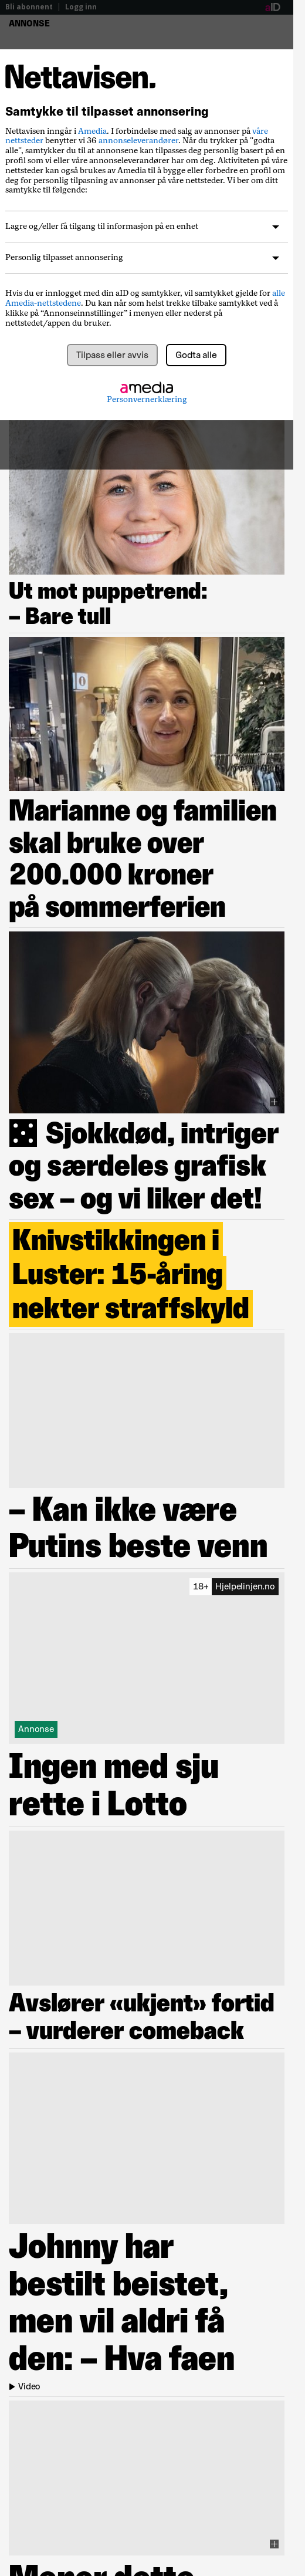 Bli abonnent | Logg inn
aID
ANNONSE
Nettavisen.
Samtykke til tilpasset annonsering
Nettavisen inngår i Amedia. I forbindelse med salg av annonser på våre
nettsteder benytter vi 36 annonseleverandører. Når du trykker på "godta
alle", samtykker du til at annonsene kan tilpasses deg personlig basert på en
profil som vi eller våre annonseleverandører har om deg. Aktiviteten på våre
nettsteder kan også brukes av Amedia til å bygge eller forbedre en profil om
deg for personlig tilpasning av annonser på våre nettsteder. Vi ber om ditt
samtykke til følgende:
Lagre og/eller få tilgang til informasjon på en enhet
Personlig tilpasset annonsering
Hvis du er innlogget med din aID og samtykker, vil samtykket gjelde for alle
Amedia-nettstedene. Du kan når som helst trekke tilbake samtykket ved å
klikke på “Annonseinnstillinger” i menyen eller nederst på
nettstedet/appen du bruker.
Tilpass eller avvis
Godta alle
amedia
Personvernerklæring
Ut mot puppetrend:
– Bare tull
Marianne og familien
skal bruke over
200.000 kroner
på sommerferien
Sjokkdød, intriger
og særdeles grafisk
sex – og vi liker det!
Knivstikkingen i
Luster: 15-åring
nekter straffskyld
– Kan ikke være
Putins beste venn
18+ Hjelpelinjen.no
Annonse
Ingen med sju
rette i Lotto
Avslører «ukjent» fortid
– vurderer comeback
Johnny har
bestilt beistet,
men vil aldri få
den: – Hva faen
Video
Mener dette